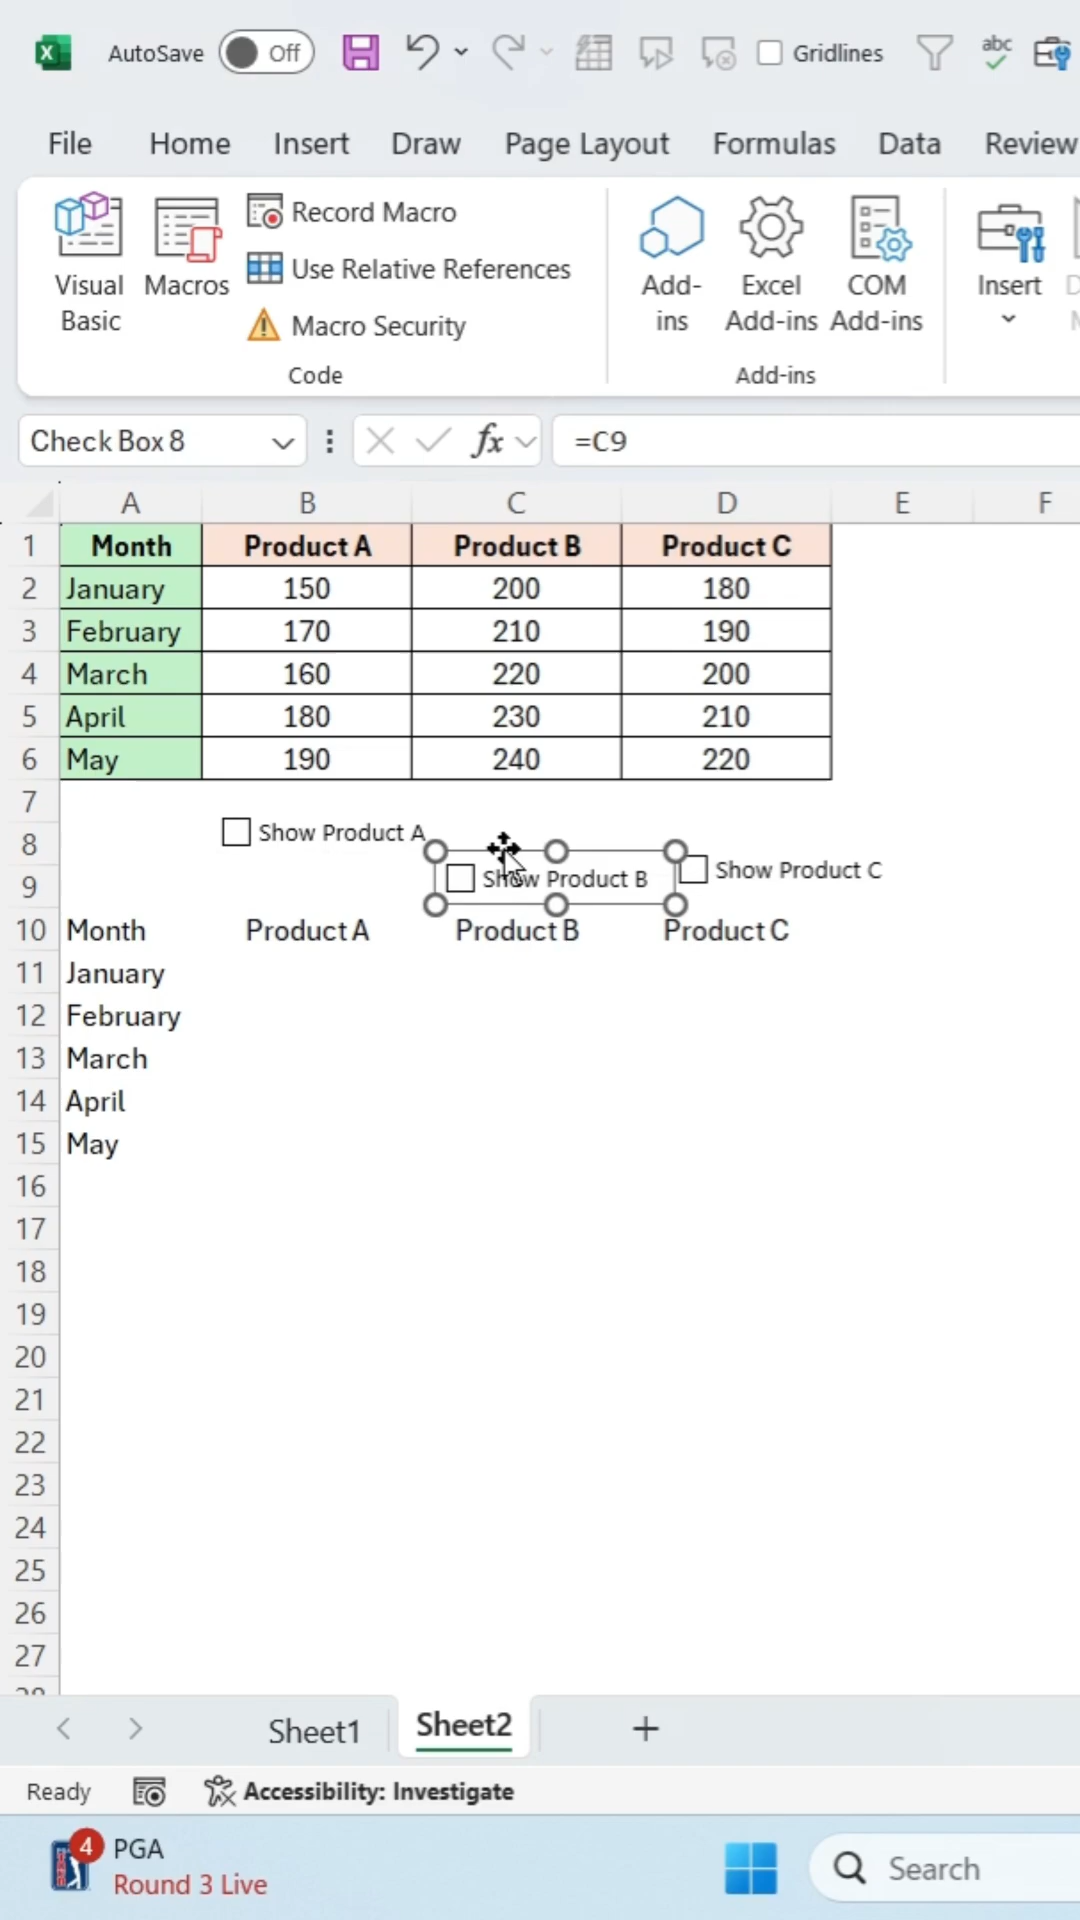 AutoSave Off Gridlines abc
File Home Insert Draw Page Layout Formulas Data Review
Visual Basic
Macros
Record Macro
Use Relative References
Macro Security
Code
Add-ins
Excel Add-ins
COM Add-ins
Add-ins
Insert
Check Box 8 fx =C9
A B C D E F
1 Month Product A Product B Product C
2 January 150 200 180
3 February 170 210 190
4 March 160 220 200
5 April 180 230 210
6 May 190 240 220
7
8 Show Product A
9 Show Product B Show Product C
10 Month Product A Product B Product C
11 January
12 February
13 March
14 April
15 May
16
17
18
19
20
21
22
23
24
25
26
27
Sheet1 Sheet2
Ready Accessibility: Investigate
4 PGA
Round 3 Live
Search